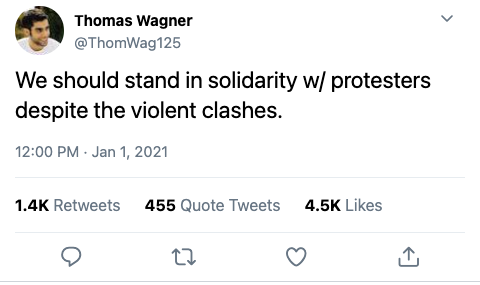 Thomas Wagner
@ThomWag125
We should stand in solidarity w/ protesters
despite the violent clashes.
12:00 PM · Jan 1, 2021
1.4K Retweets 455 Quote Tweets 4.5K Likes